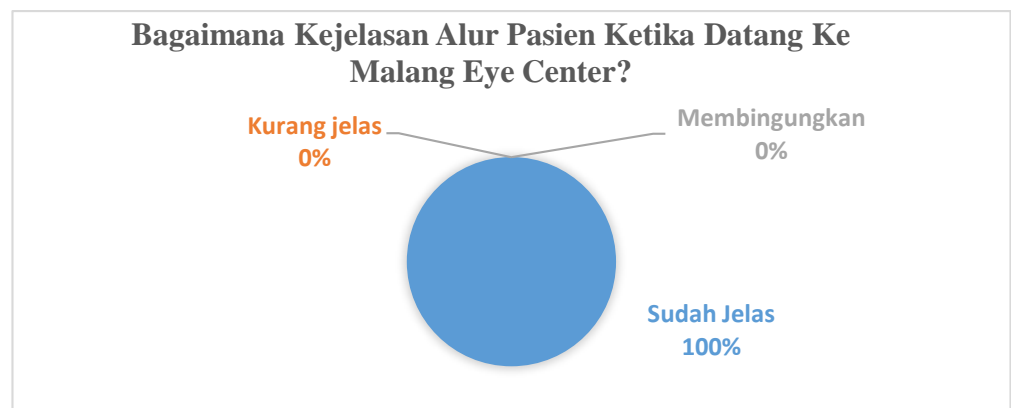 Bagaimana Kejelasan Alur Pasien Ketika Datang Ke
Malang Eye Center?
Kurang jelas
0%
Membingungkan
0%
Sudah Jelas
100%